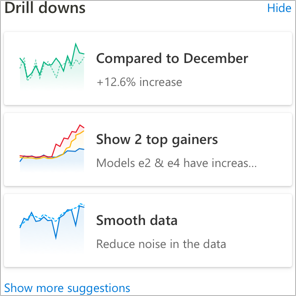 Drill downs
Hide
Compared to December
+12.6% increase
Show 2 top gainers
Models e2 & e4 have increas...
Smooth data
Reduce noise in the data
Show more suggestions